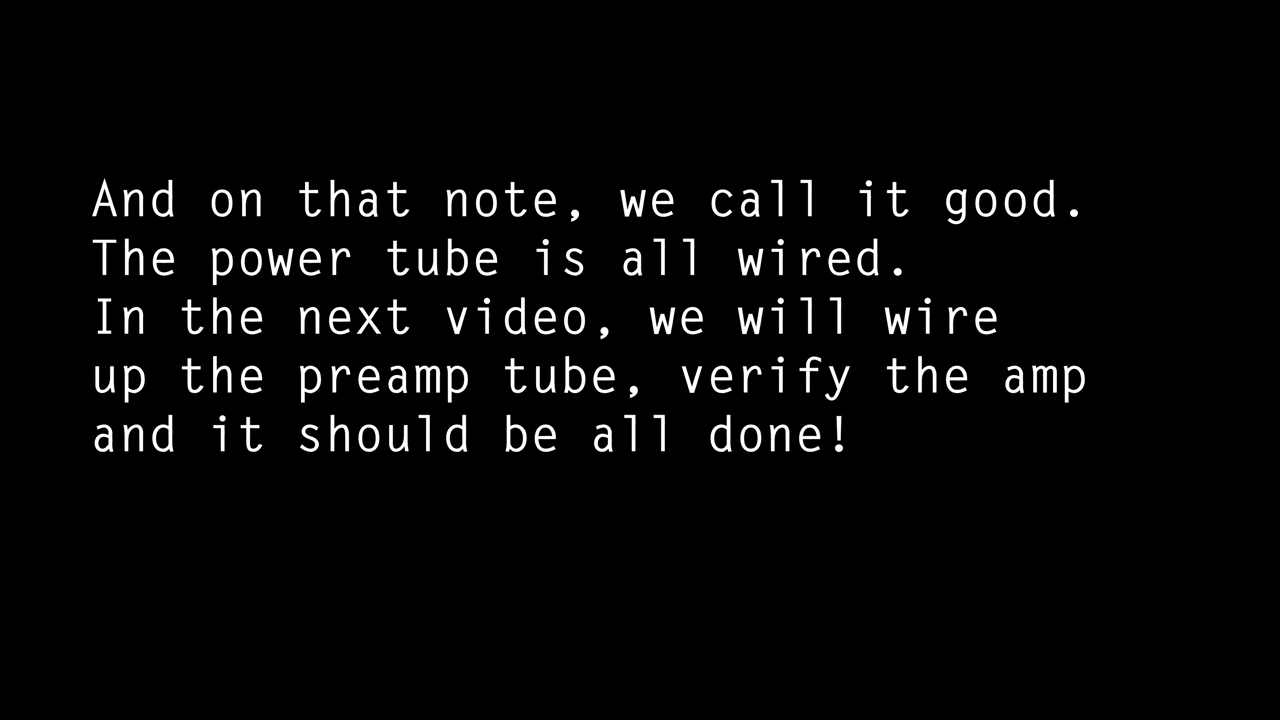 And on that note, we call it good.
The power tube is all wired.
In the next video, we will wire
up the preamp tube, verify the amp
and it should be all done!